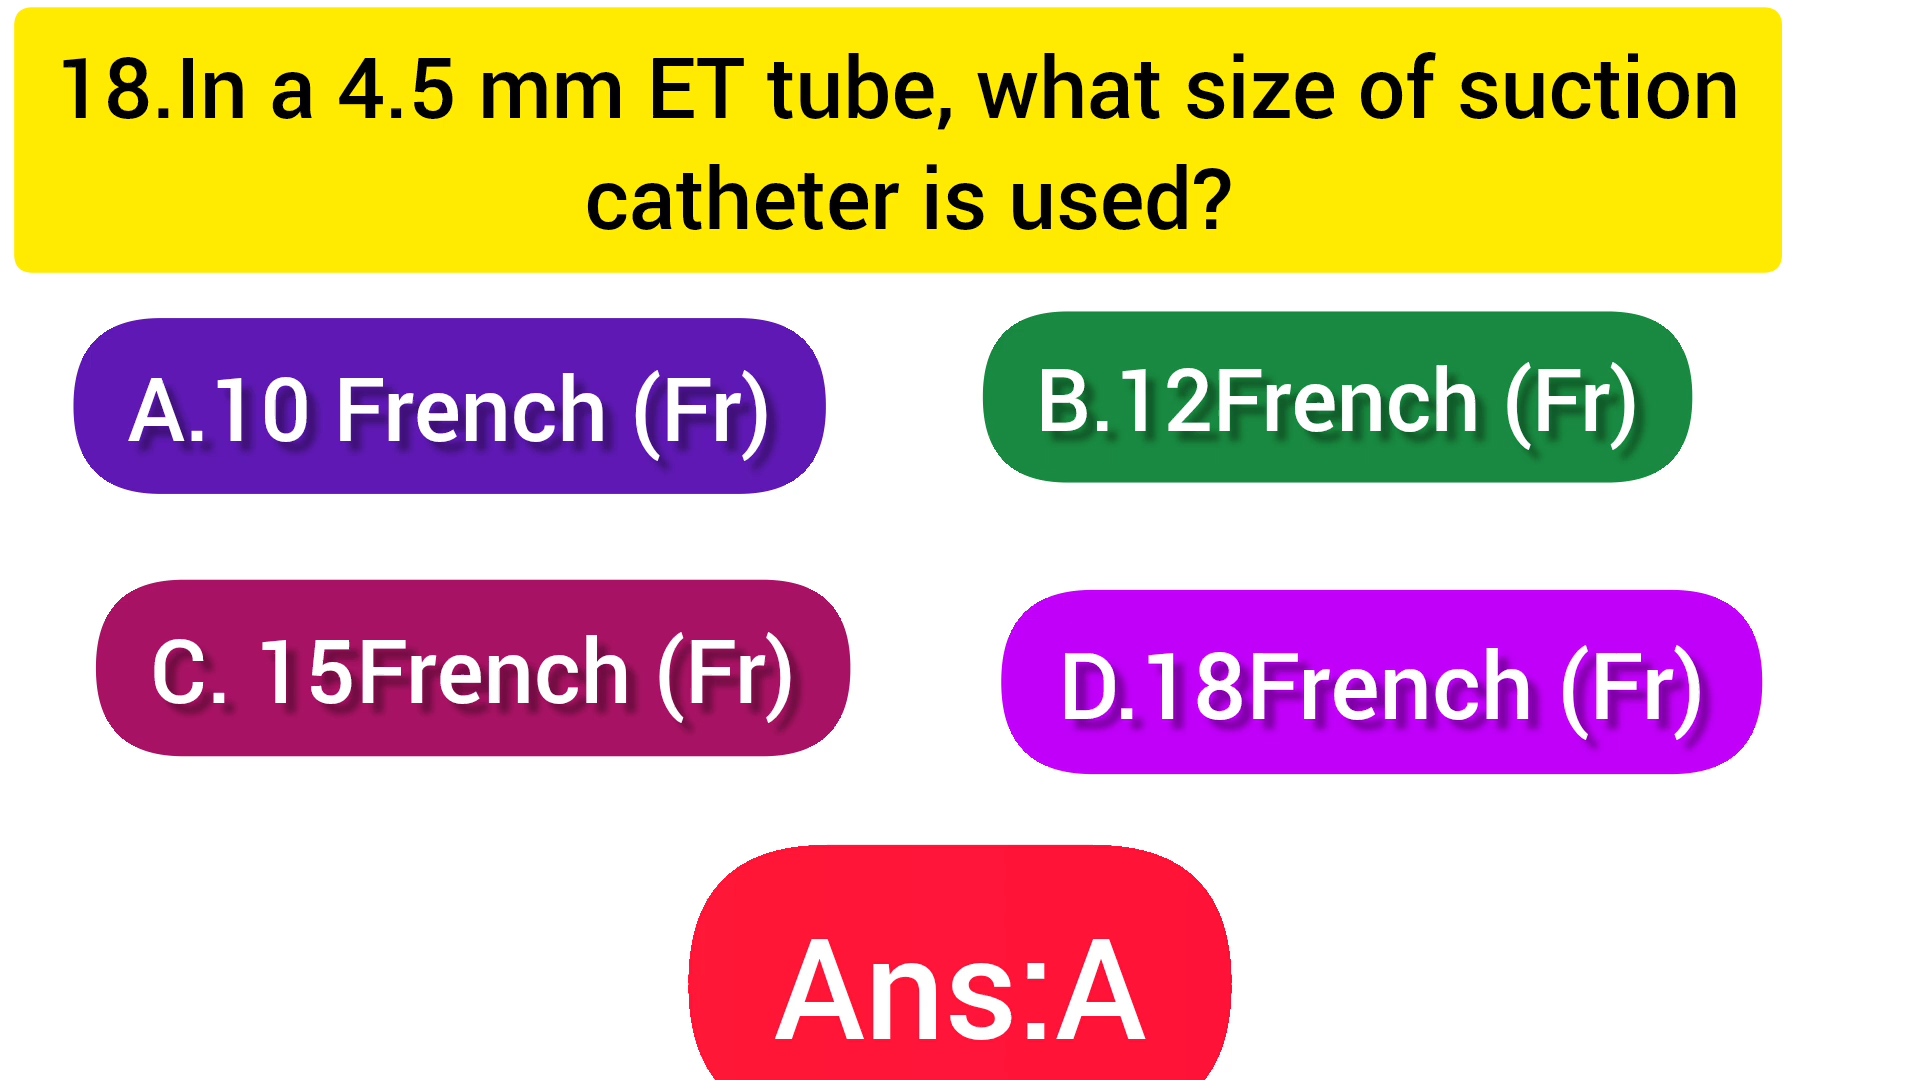 18.In a 4.5 mm ET tube, what size of suction
catheter is used?
A.10 French (Fr)
B.12French (Fr)
C. 15French (Fr)
D.18French (Fr)
Ans:A